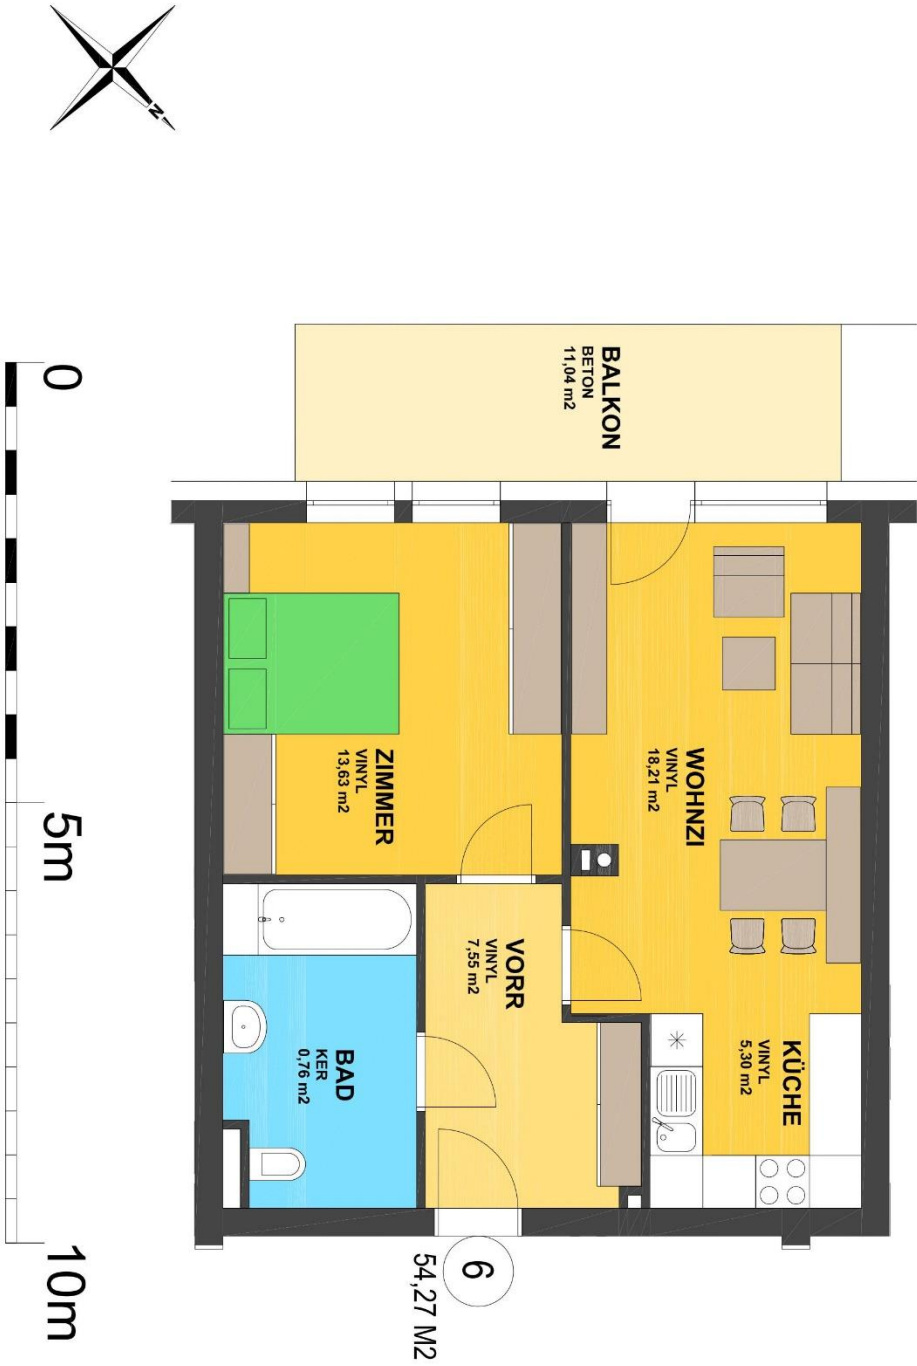 N
BALKON
BETON
11,04 m2
ZIMMER
VINYL
13,63 m2
WOHNZI
VINYL
18,21 m2
VORR
VINYL
7,55 m2
BAD
KER
0,76 m2
KÜCHE
VINYL
5,30 m2
6
54,27 M2
0
5m
10m